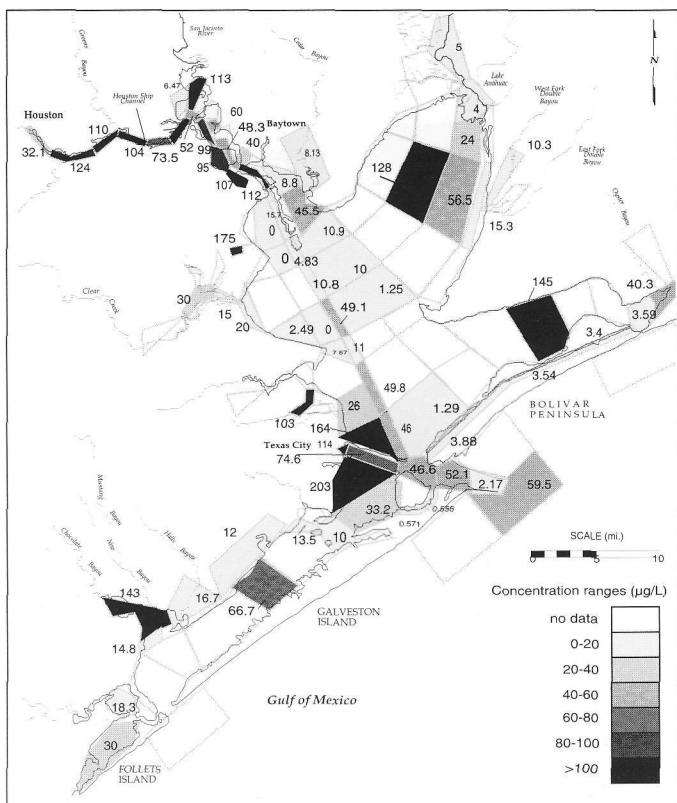 San Jacinto
River
Greens Bayou
Cedar Bayou
5
Lake
Anahuac
West Fork
Double
Bayou
N
Houston Ship
Channel
6.47
113
Houston
60
4
East Fork
Double
Bayou
110
48.3
Baytown
24
10.3
Oyster Bayou
32.1
104
73.5
52
99
40
8.13
124
95
128
107
8.8
56.5
112
45.5
15.7
15.3
175
0
10.9
0
4.83
10
145
40.3
Clear
Creek
30
10.8
1.25
15
49.1
3.59
20
2.49
0
3.4
11
7.67
3.54
49.8
BOLIVAR
PENINSULA
26
1.29
103
164
46
Texas City
114
3.88
74.6
46.6
52.1
2.17
59.5
203
33.2
0.556
Mustang Bayou
Halls Bayou
12
0.571
SCALE (mi.)
Chocolate Bayou
New Bayou
13.5
10
0
5
10
143
16.7
Concentration ranges (µg/L)
66.7
GALVESTON
ISLAND
no data
14.8
0-20
20-40
18.3
Gulf of Mexico
40-60
60-80
30
80-100
FOLLETS
ISLAND
>100